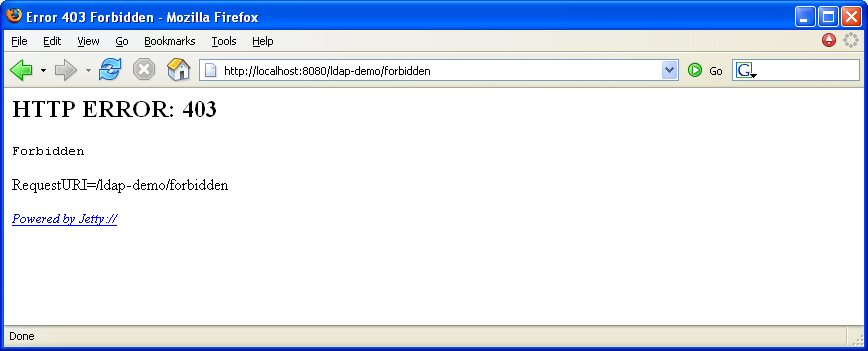 Error 403 Forbidden - Mozilla Firefox
File Edit View Go Bookmarks Tools Help
http://localhost:8080/ldap-demo/forbidden Go G
HTTP ERROR: 403
Forbidden
RequestURI=/ldap-demo/forbidden
Powered by Jetty://
Done